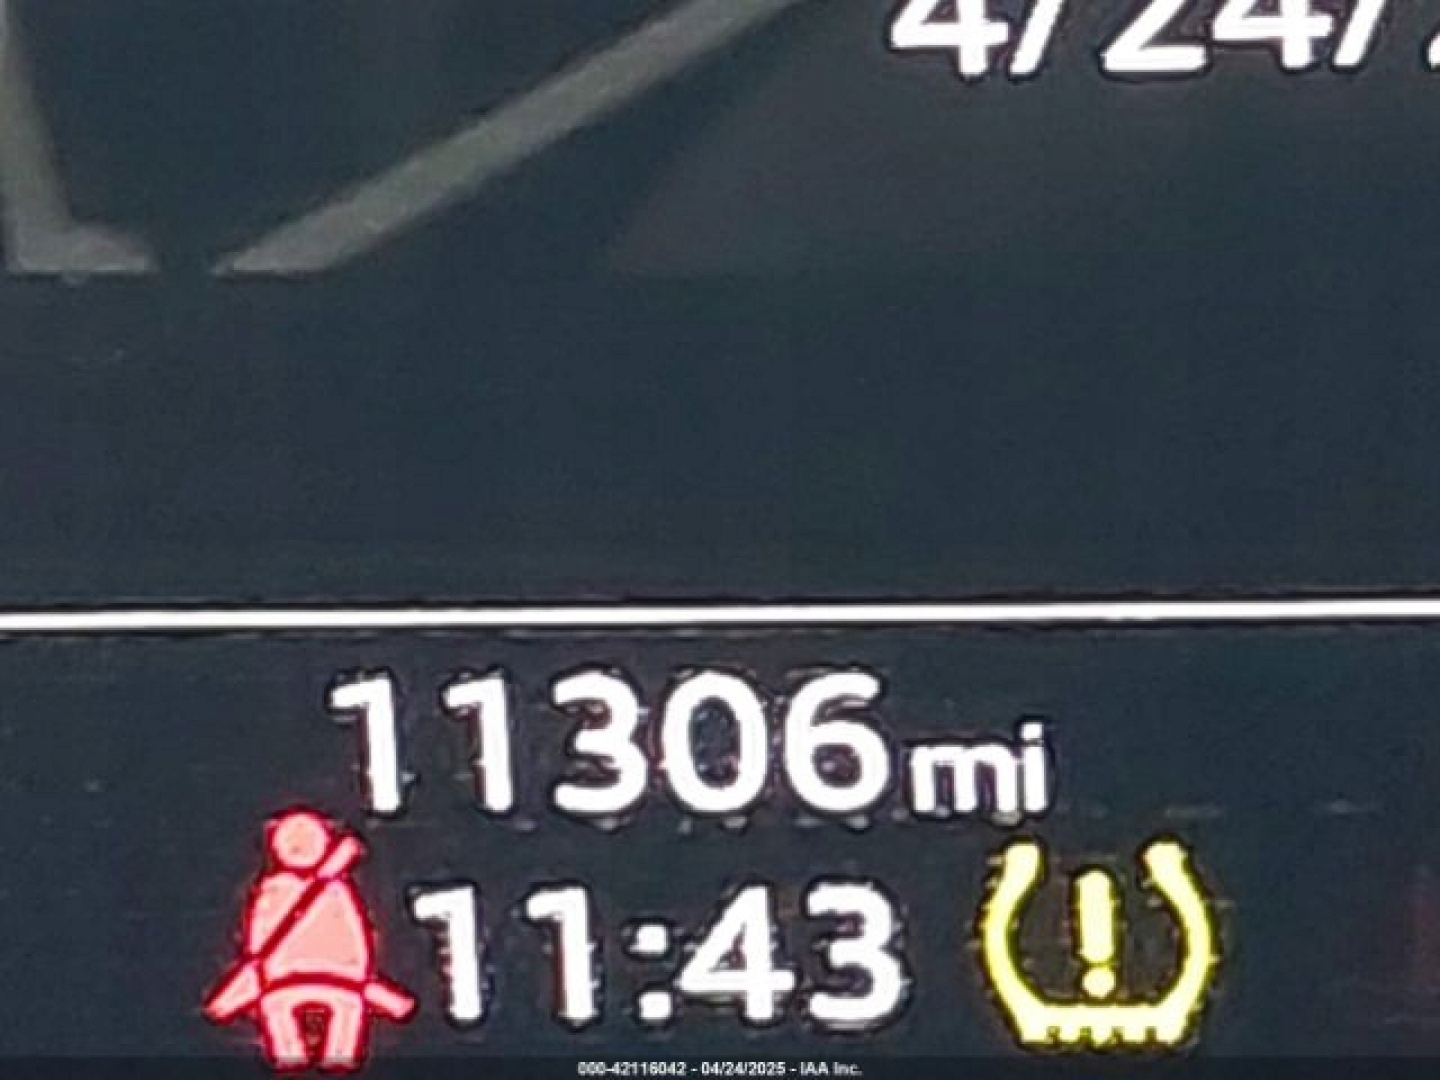 4/24/
11306mi
11:43
000-42116042 - 04/24/2025 - IAA Inc.